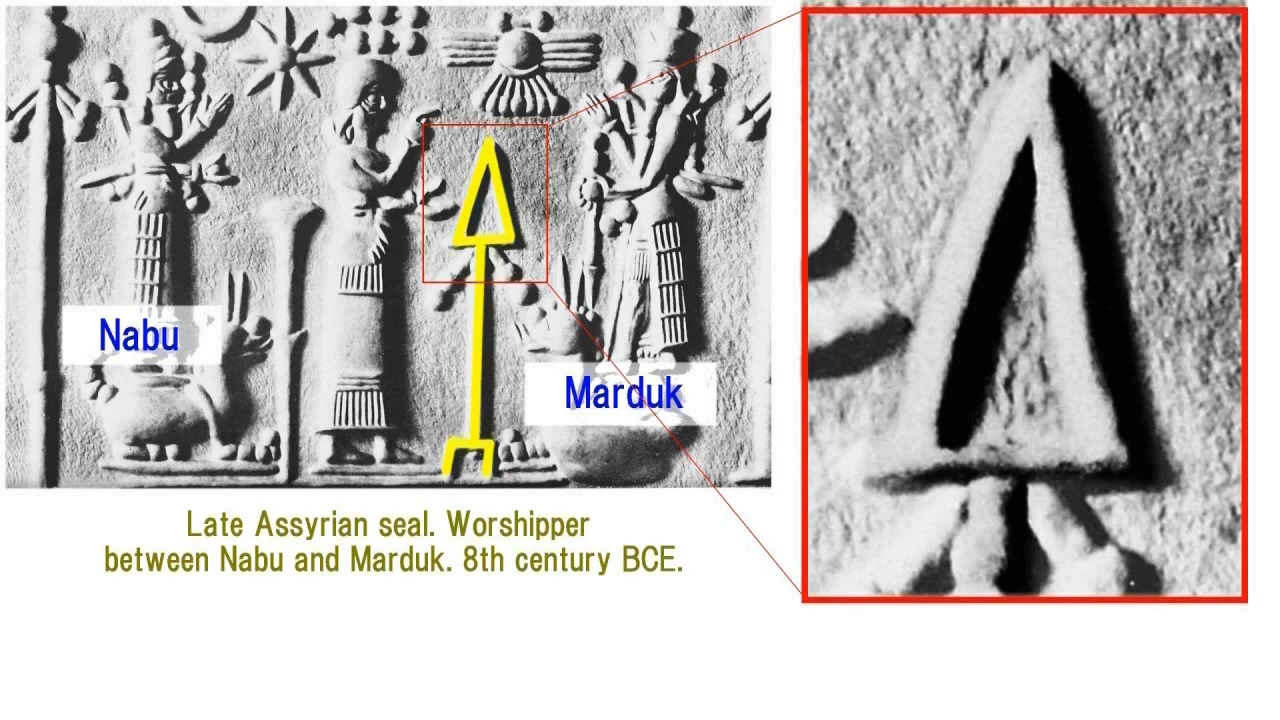 Nabu
Marduk
Late Assyrian seal. Worshipper
between Nabu and Marduk. 8th century BCE.